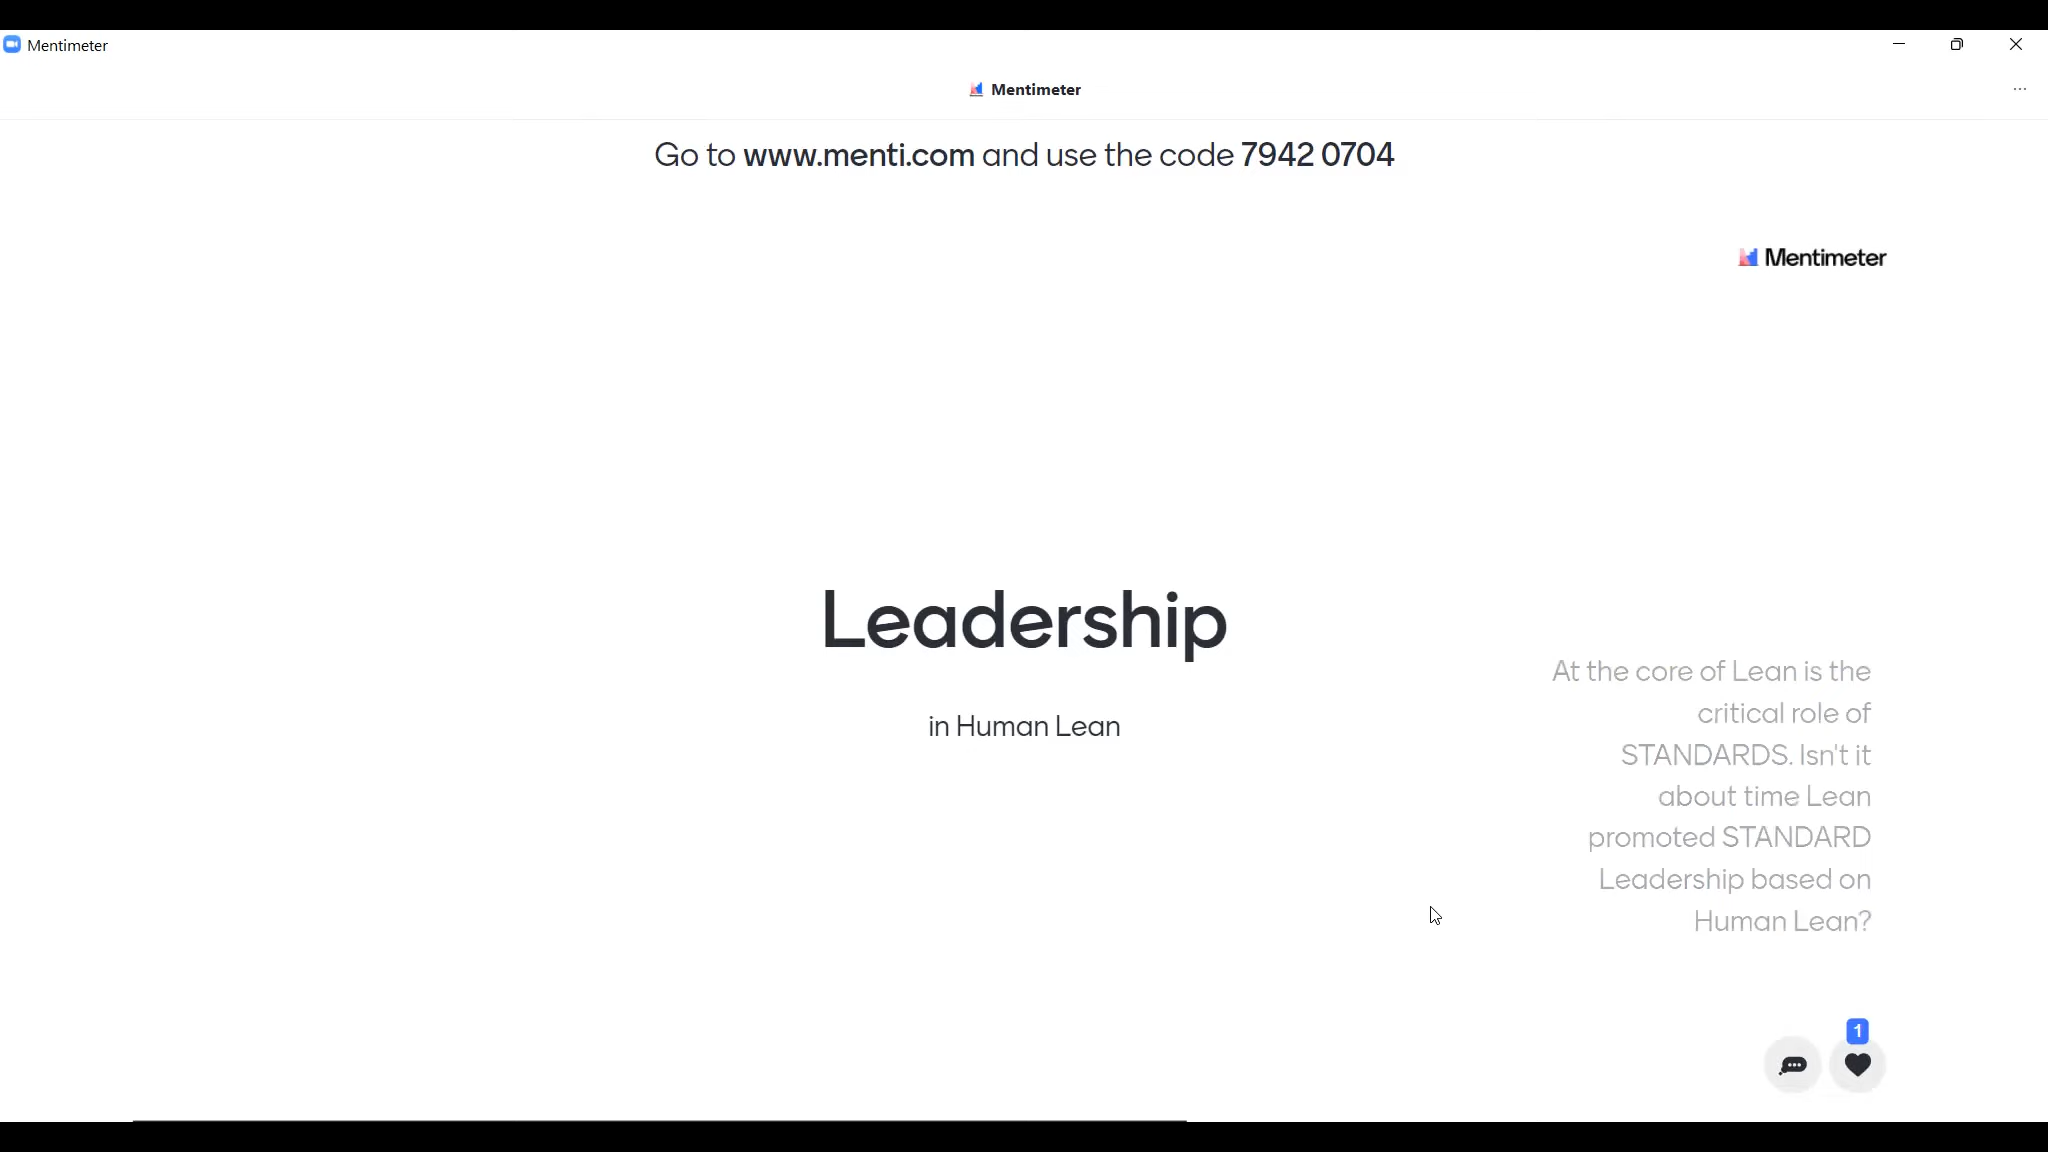 Mentimeter
Mentimeter
Go to www.menti.com and use the code 7942 0704
Mentimeter
Leadership
in Human Lean
At the core of Lean is the
critical role of
STANDARDS. Isn't it
about time Lean
promoted STANDARD
Leadership based on
Human Lean?
1